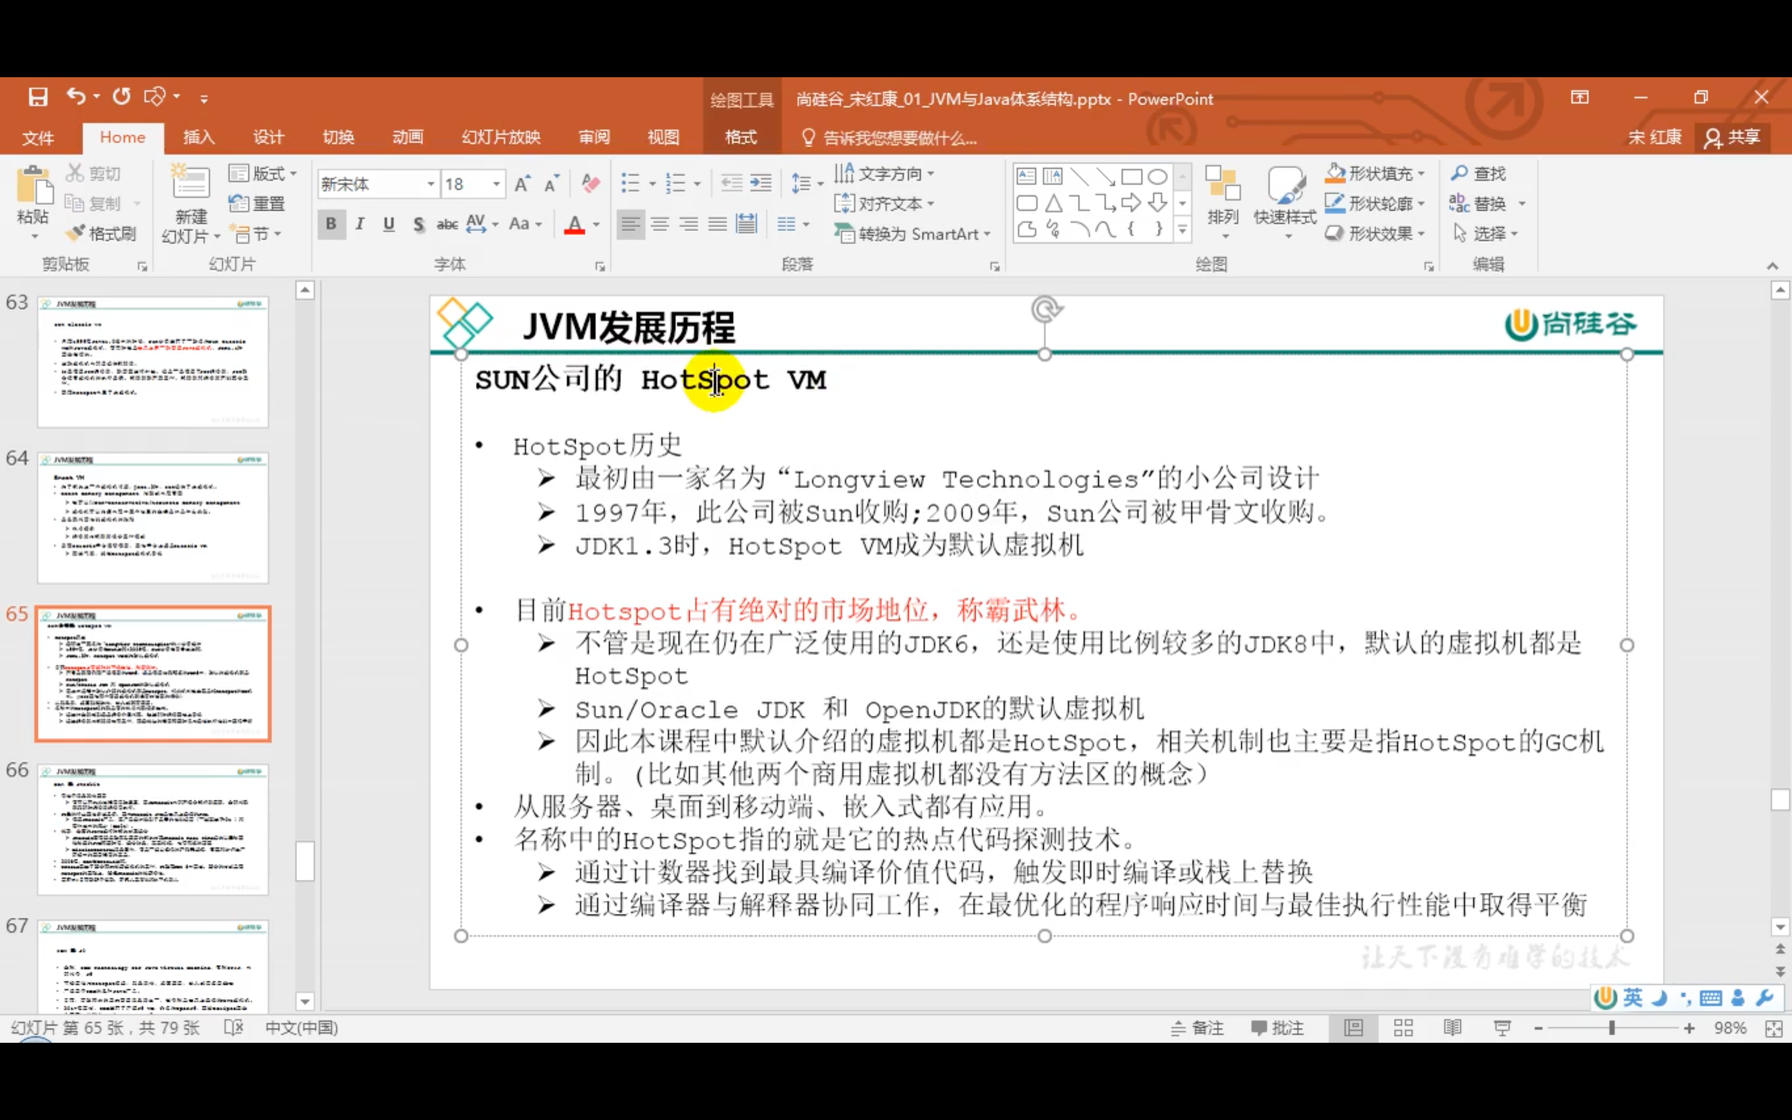 绘图工具
尚硅谷_宋红康_01_JVM与Java体系结构.pptx - PowerPoint
文件
Home
插入
设计
切换
动画
幻灯片放映
审阅
视图
格式
告诉我您想要做什么...
宋 红康
共享
粘贴
剪切
复制
格式刷
剪贴板
新建
幻灯片
版式
重置
节
幻灯片
新宋体
18
字体
文字方向
对齐文本
转换为 SmartArt
段落
排列
快速样式
形状填充
形状轮廓
形状效果
绘图
查找
替换
选择
编辑
63
64
65
66
67
JVM发展历程
尚硅谷
SUN公司的 HotSpot VM
• HotSpot历史
➢ 最初由一家名为“Longview Technologies”的小公司设计
➢ 1997年，此公司被Sun收购;2009年，Sun公司被甲骨文收购。
➢ JDK1.3时，HotSpot VM成为默认虚拟机
• 目前Hotspot占有绝对的市场地位，称霸武林。
➢ 不管是现在仍在广泛使用的JDK6，还是使用比例较多的JDK8中，默认的虚拟机都是
HotSpot
➢ Sun/Oracle JDK 和 OpenJDK的默认虚拟机
➢ 因此本课程中默认介绍的虚拟机都是HotSpot，相关机制也主要是指HotSpot的GC机
制。(比如其他两个商用虚拟机都没有方法区的概念）
• 从服务器、桌面到移动端、嵌入式都有应用。
• 名称中的HotSpot指的就是它的热点代码探测技术。
➢ 通过计数器找到最具编译价值代码，触发即时编译或栈上替换
➢ 通过编译器与解释器协同工作，在最优化的程序响应时间与最佳执行性能中取得平衡
让天下没有难学的技术
英
幻灯片 第 65 张，共 79 张
中文(中国)
备注
批注
98%